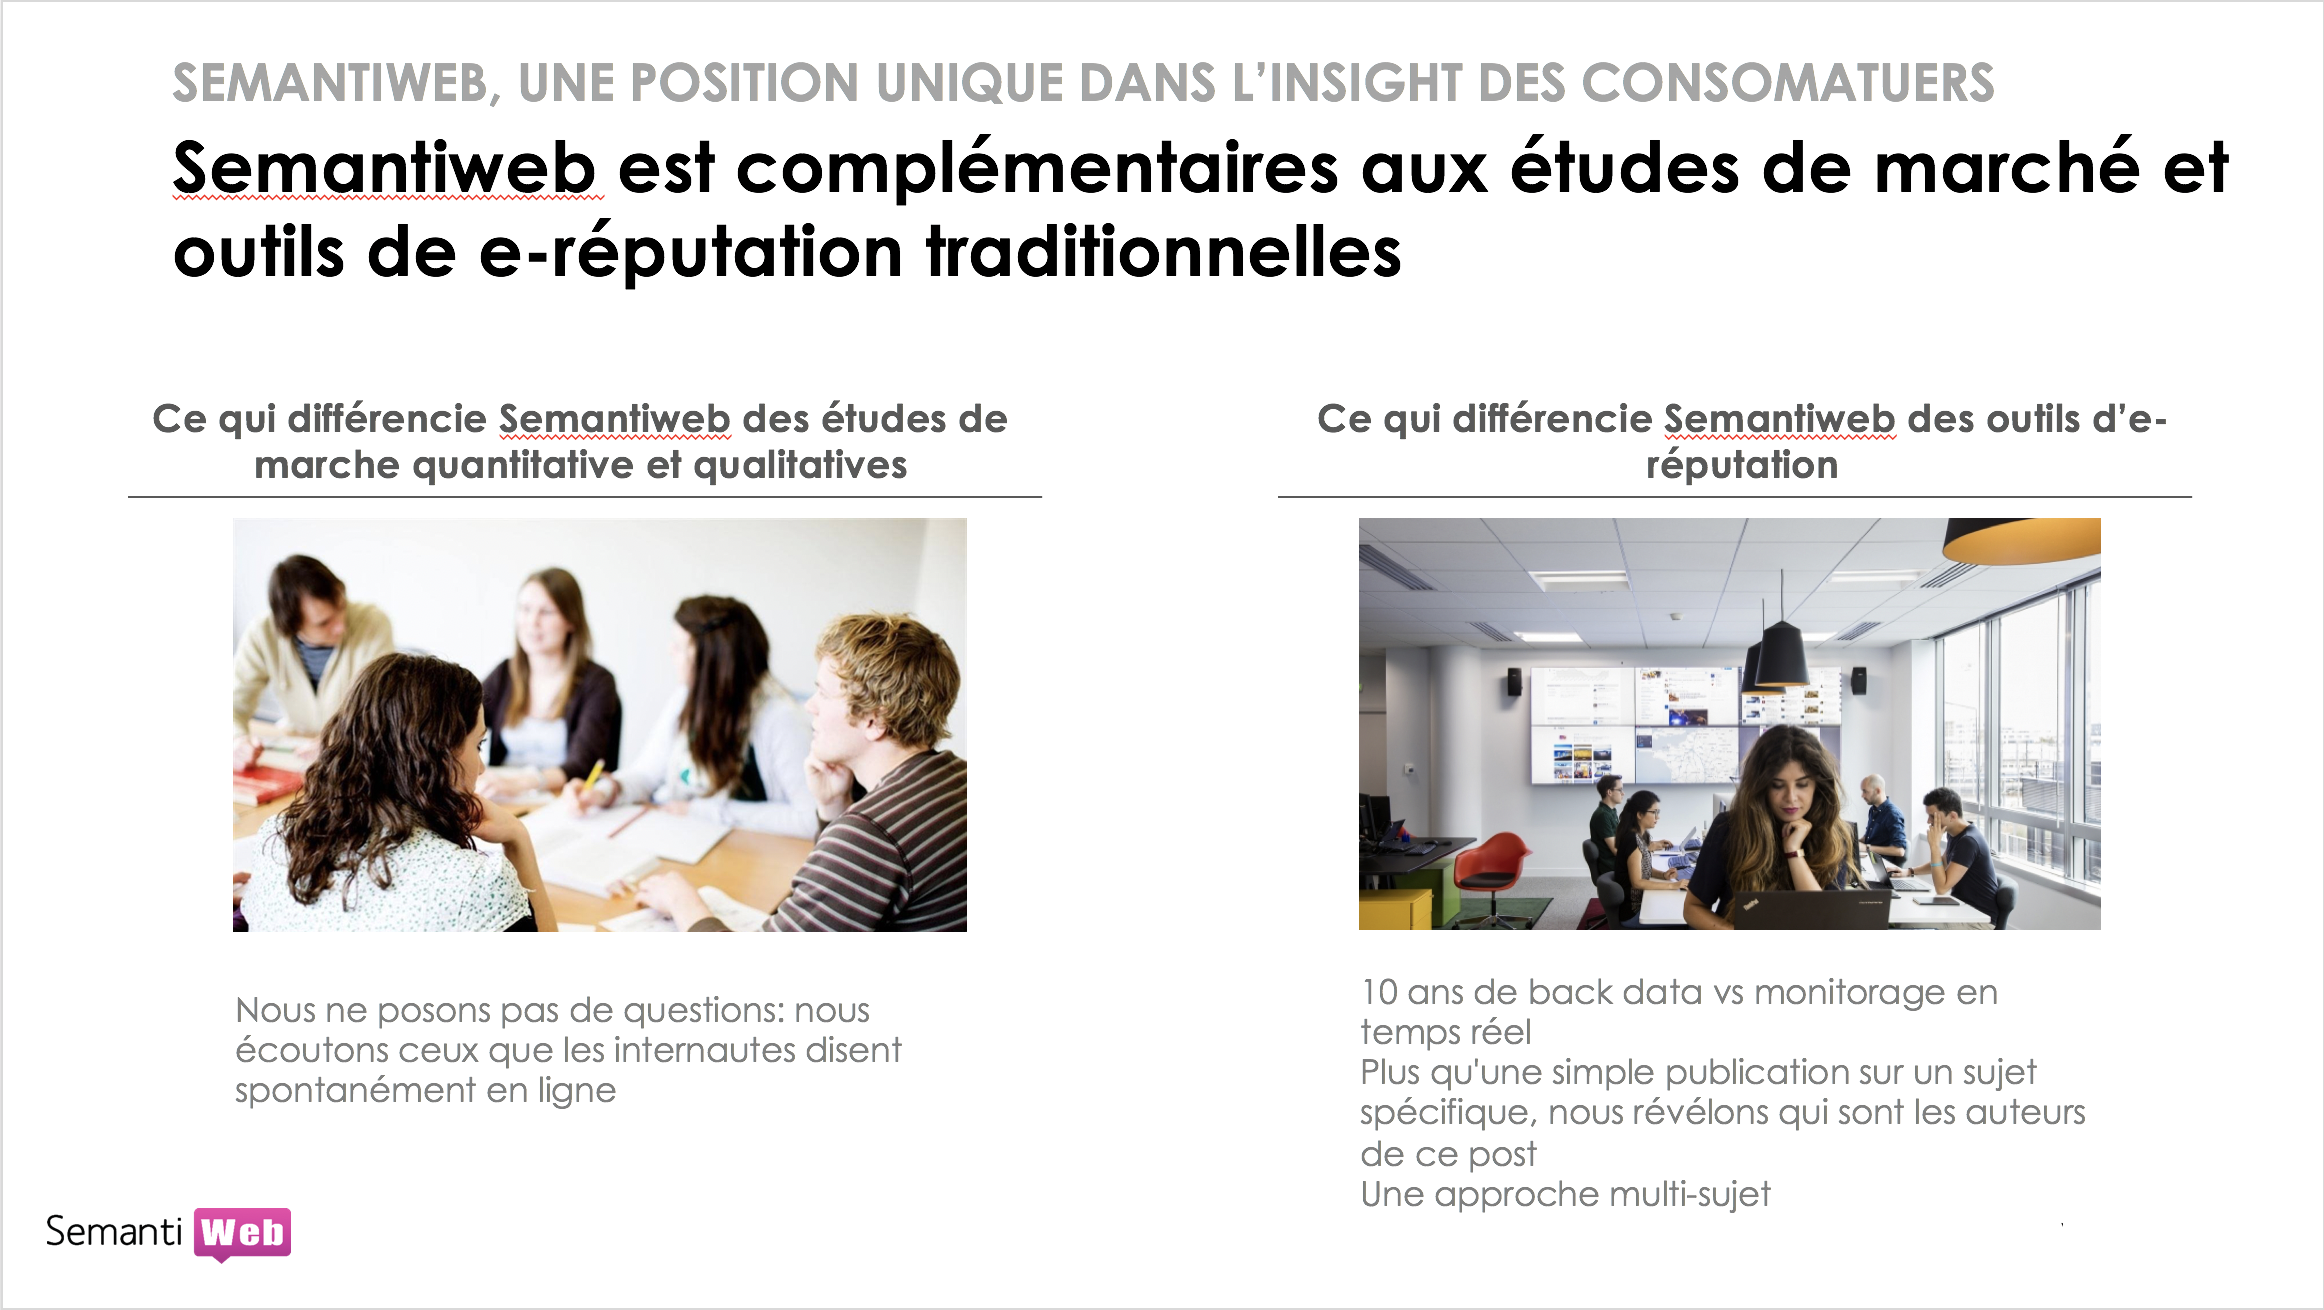 SEMANTIWEB, UNE POSITION UNIQUE DANS L’INSIGHT DES CONSOMATUERS
Semantiweb est complémentaires aux études de marché et
outils de e-réputation traditionnelles
Ce qui différencie Semantiweb des études de
marche quantitative et qualitatives
Nous ne posons pas de questions: nous
écoutons ceux que les internautes disent
spontanément en ligne
Ce qui différencie Semantiweb des outils d’e-
réputation
10 ans de back data vs monitorage en
temps réel
Plus qu'une simple publication sur un sujet
spécifique, nous révélons qui sont les auteurs
de ce post
Une approche multi-sujet
Semanti Web